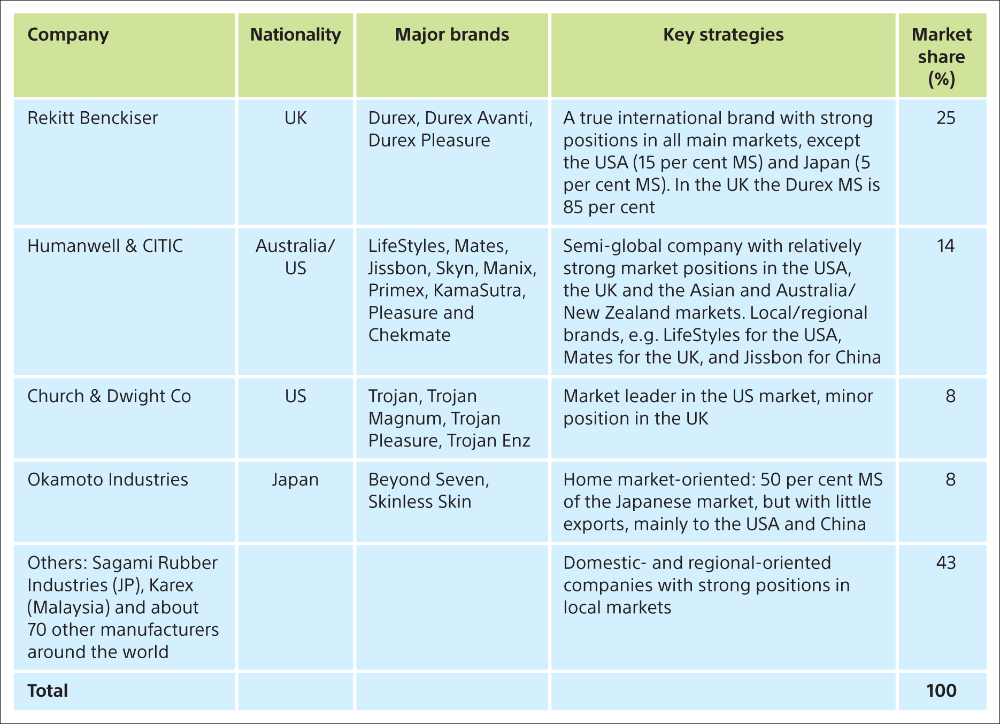 Company Nationality Major brands Key strategies Market
share
(%)
Rekitt Benckiser UK Durex, Durex Avanti, A true international brand with strong 25
Durex Pleasure positions in all main markets, except
the USA (15 per cent MS) and Japan (5
per cent MS). In the UK the Durex MS is
85 per cent
Humanwell & CITIC Australia/ LifeStyles, Mates, Semi-global company with relatively 14
US Jissbon, Skyn, Manix, strong market positions in the USA,
Primex, KamaSutra, the UK and the Asian and Australia/
Pleasure and New Zealand markets. Local/regional
Chekmate brands, e.g. LifeStyles for the USA,
Mates for the UK, and Jissbon for China
Church & Dwight Co US Trojan, Trojan Market leader in the US market, minor 8
Magnum, Trojan position in the UK
Pleasure, Trojan Enz
Okamoto Industries Japan Beyond Seven, Home market-oriented: 50 per cent MS 8
Skinless Skin of the Japanese market, but with little
exports, mainly to the USA and China
Others: Sagami Rubber Domestic- and regional-oriented 43
Industries (JP), Karex companies with strong positions in
(Malaysia) and about local markets
70 other manufacturers
around the world
Total 100